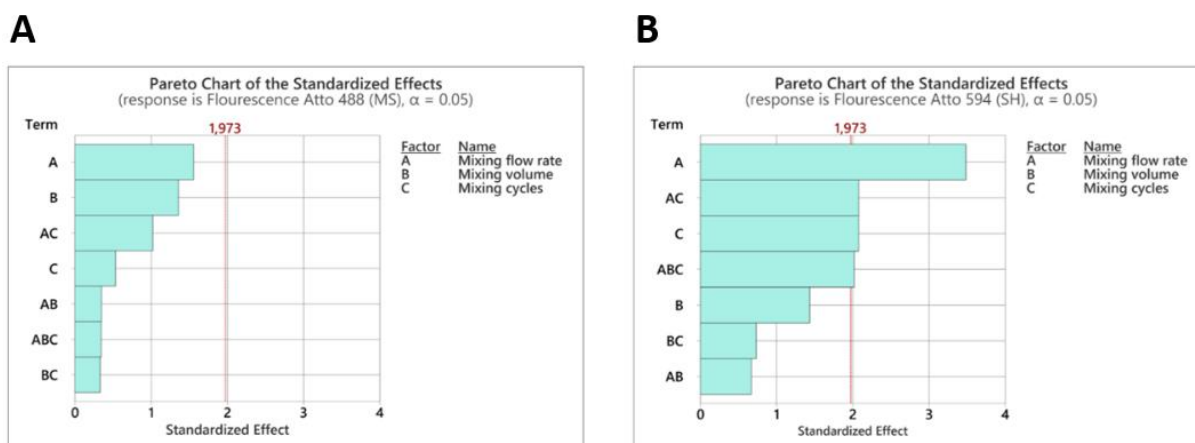 A
Pareto Chart of the Standardized Effects
(response is Flourescence Atto 488 (MS), α = 0.05)
Term
1,973
Factor Name
A Mixing flow rate
B Mixing volume
C Mixing cycles
A
B
AC
C
AB
ABC
BC
0 1 2 3 4
Standardized Effect
B
Pareto Chart of the Standardized Effects
(response is Flourescence Atto 594 (SH), α = 0.05)
Term
1,973
Factor Name
A Mixing flow rate
B Mixing volume
C Mixing cycles
A
AC
C
ABC
B
BC
AB
0 1 2 3 4
Standardized Effect